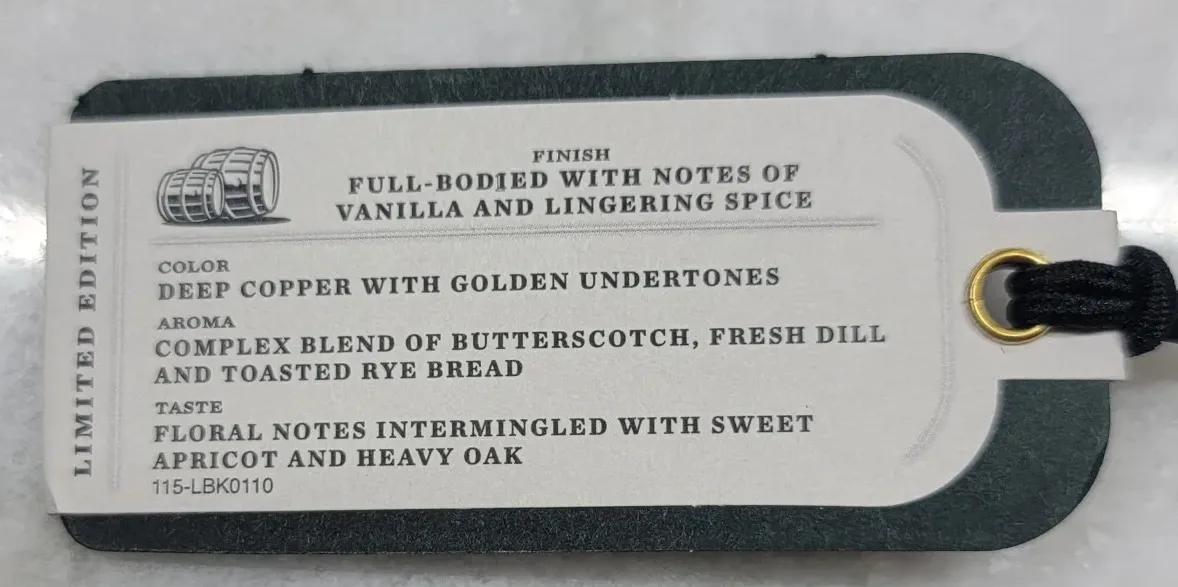 LIMITED EDITION
FINISH
FULL-BODIED WITH NOTES OF
VANILLA AND LINGERING SPICE
COLOR
DEEP COPPER WITH GOLDEN UNDERTONES
AROMA
COMPLEX BLEND OF BUTTERSCOTCH, FRESH DILL
AND TOASTED RYE BREAD
TASTE
FLORAL NOTES INTERMINGLED WITH SWEET
APRICOT AND HEAVY OAK
115-LBK0110